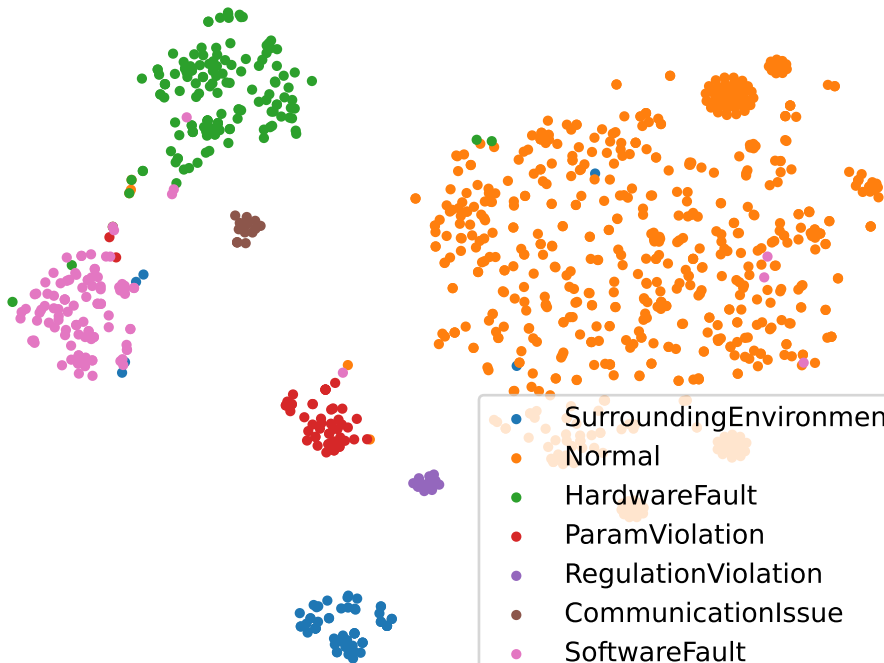 SurroundingEnvironmen
Normal
HardwareFault
ParamViolation
RegulationViolation
CommunicationIssue
SoftwareFault